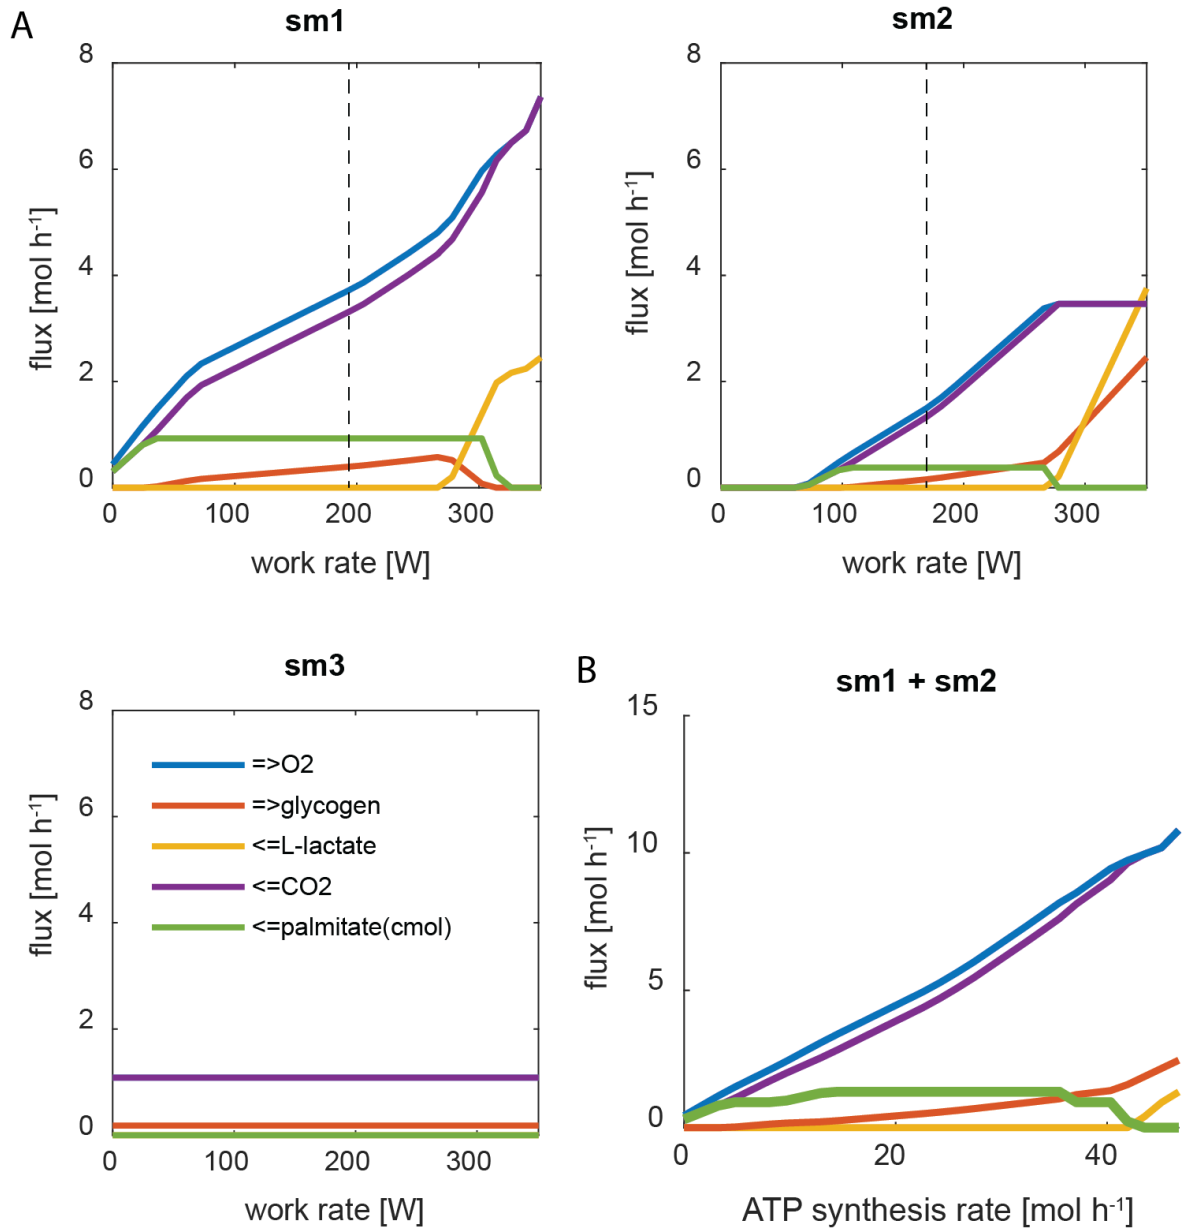 A
sm1
8
6
4
2
0
flux [mol h-1]
0 100 200 300
work rate [W]
sm2
8
6
4
2
0
flux [mol h-1]
0 100 200 300
work rate [W]
sm3
8
6
4
2
0
flux [mol h-1]
=>O2
=>glycogen
<=L-lactate
<=CO2
<=palmitate(cmol)
0 100 200 300
work rate [W]
B
sm1 + sm2
15
10
5
0
flux [mol h-1]
0 20 40
ATP synthesis rate [mol h-1]